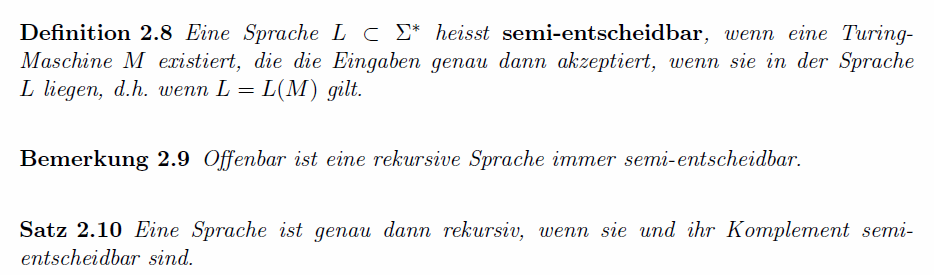 Definition 2.8 Eine Sprache L ⊂ Σ* heisst semi-entscheidbar, wenn eine Turing-
Maschine M existiert, die die Eingaben genau dann akzeptiert, wenn sie in der Sprache
L liegen, d.h. wenn L = L(M) gilt.
Bemerkung 2.9 Offenbar ist eine rekursive Sprache immer semi-entscheidbar.
Satz 2.10 Eine Sprache ist genau dann rekursiv, wenn sie und ihr Komplement semi-
entscheidbar sind.